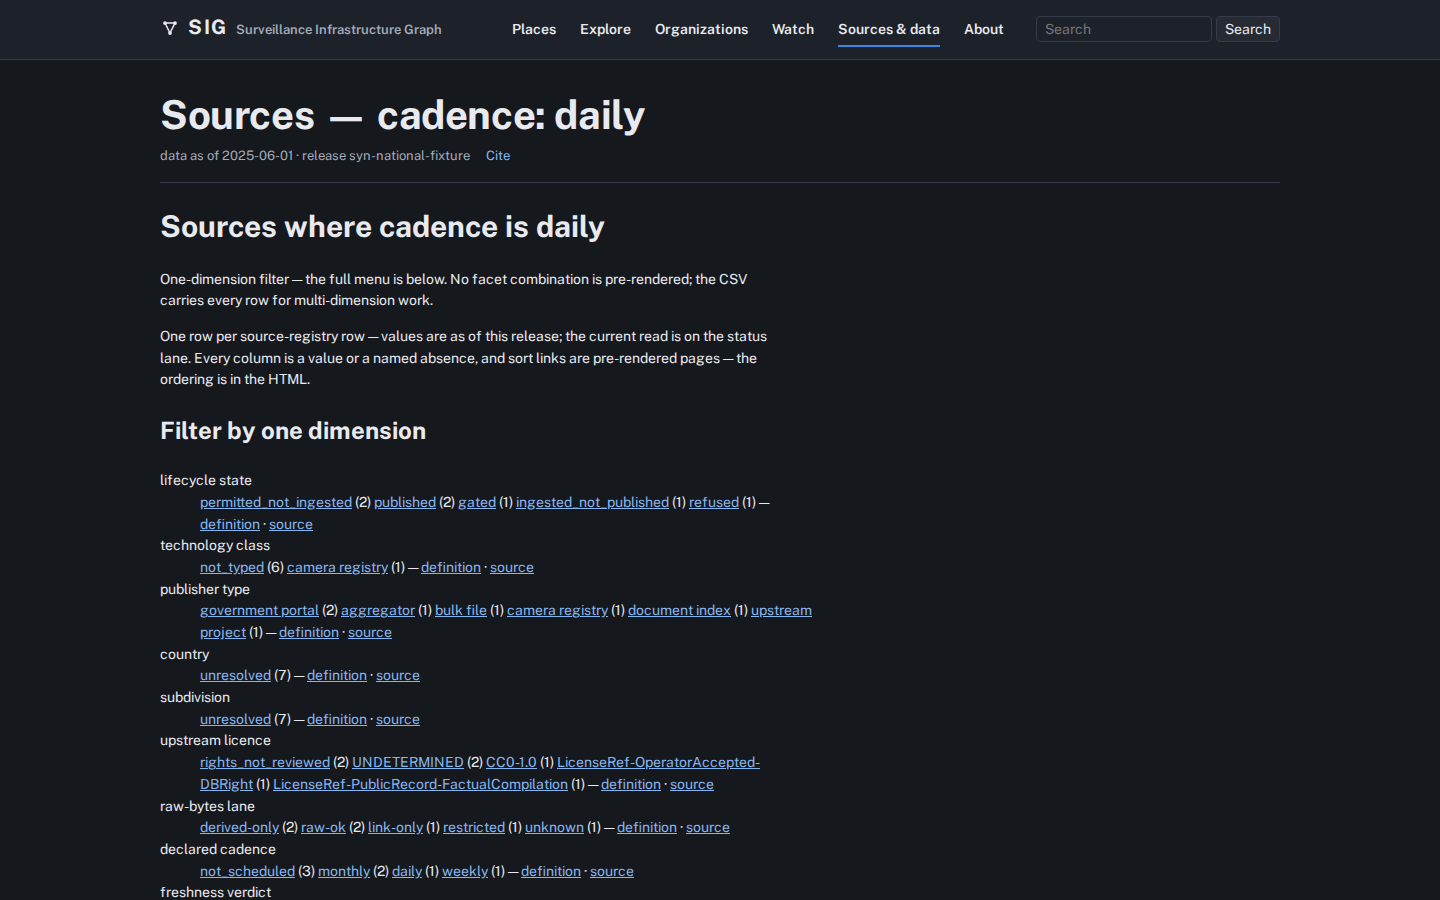 SIG Surveillance Infrastructure Graph Places Explore Organizations Watch Sources & data About Search Search
Sources — cadence: daily
data as of 2025-06-01 · release syn-national-fixture Cite
Sources where cadence is daily
One-dimension filter — the full menu is below. No facet combination is pre-rendered; the CSV
carries every row for multi-dimension work.
One row per source-registry row — values are as of this release; the current read is on the status
lane. Every column is a value or a named absence, and sort links are pre-rendered pages — the
ordering is in the HTML.
Filter by one dimension
lifecycle state
permitted_not_ingested (2) published (2) gated (1) ingested_not_published (1) refused (1) —
definition · source
technology class
not_typed (6) camera registry (1) — definition · source
publisher type
government portal (2) aggregator (1) bulk file (1) camera registry (1) document index (1) upstream
project (1) — definition · source
country
unresolved (7) — definition · source
subdivision
unresolved (7) — definition · source
upstream licence
rights_not_reviewed (2) UNDETERMINED (2) CC0-1.0 (1) LicenseRef-OperatorAccepted-
DBRight (1) LicenseRef-PublicRecord-FactualCompilation (1) — definition · source
raw-bytes lane
derived-only (2) raw-ok (2) link-only (1) restricted (1) unknown (1) — definition · source
declared cadence
not_scheduled (3) monthly (2) daily (1) weekly (1) — definition · source
freshness verdict